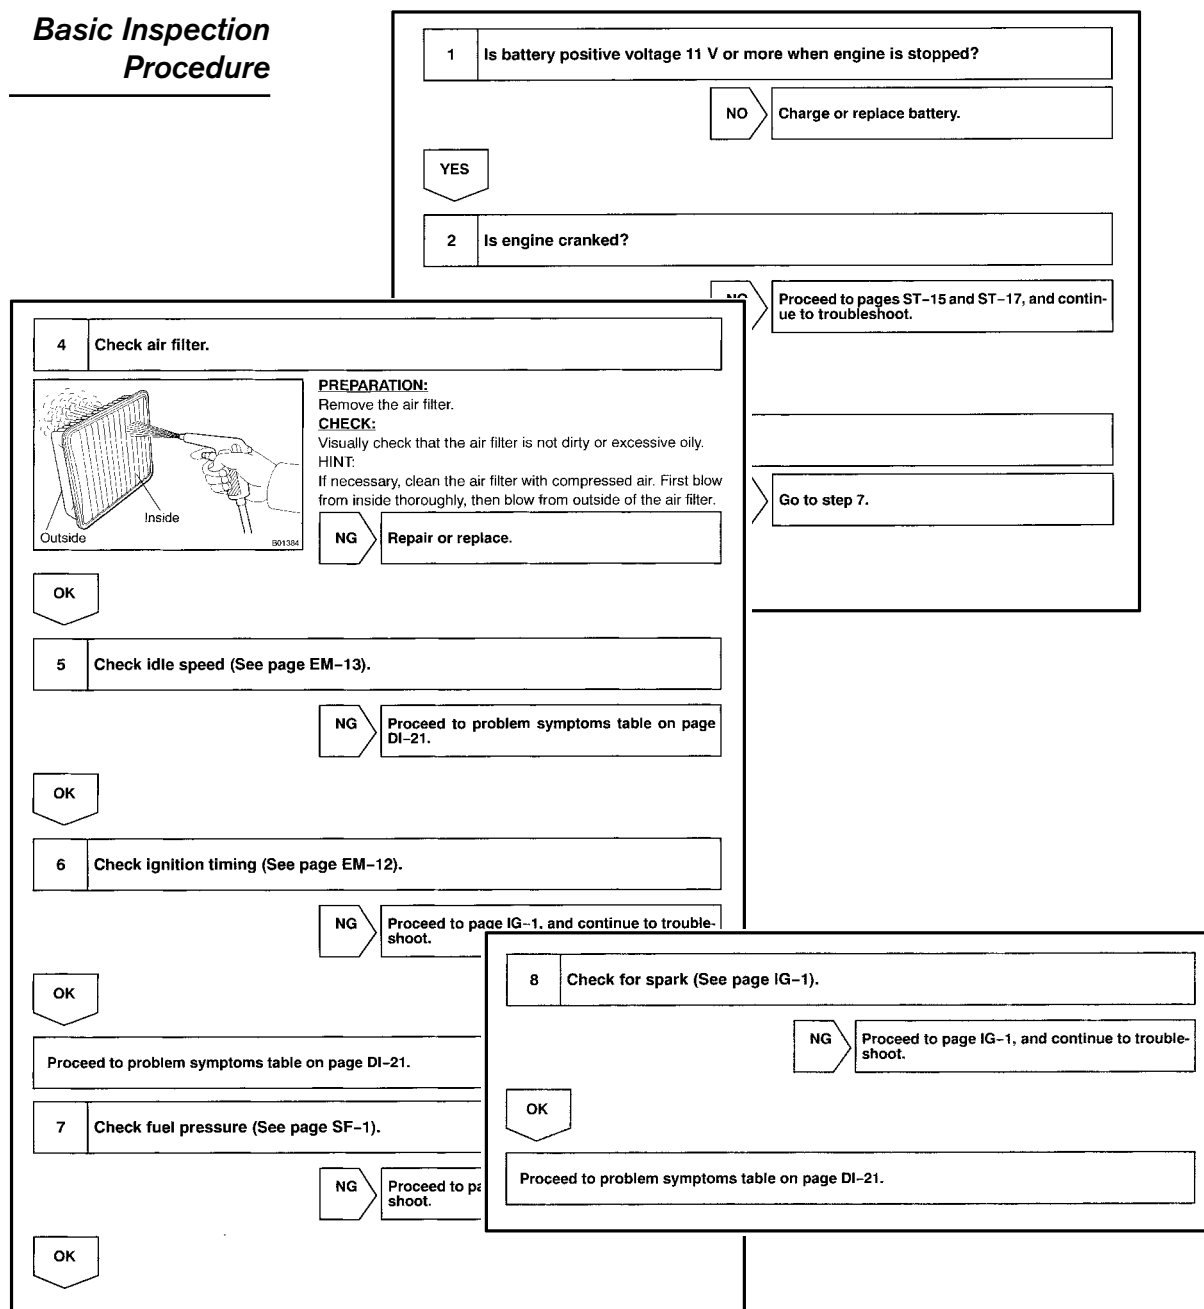 Basic Inspection
Procedure
1 Is battery positive voltage 11 V or more when engine is stopped?
NO Charge or replace battery.
YES
2 Is engine cranked?
Proceed to pages ST–15 and ST–17, and contin-
ue to troubleshoot.
Go to step 7.
4 Check air filter.
PREPARATION:
Remove the air filter.
CHECK:
Visually check that the air filter is not dirty or excessive oily.
HINT:
If necessary, clean the air filter with compressed air. First blow
from inside thoroughly, then blow from outside of the air filter.
Inside
Outside
B01384
NG Repair or replace.
OK
5 Check idle speed (See page EM–13).
NG Proceed to problem symptoms table on page
DI–21.
OK
6 Check ignition timing (See page EM–12).
NG Proceed to page IG–1, and continue to trouble-
shoot.
OK
Proceed to problem symptoms table on page DI–21.
7 Check fuel pressure (See page SF–1).
NG Proceed to
shoot.
OK
8 Check for spark (See page IG–1).
NG Proceed to page IG–1, and continue to trouble-
shoot.
OK
Proceed to problem symptoms table on page DI–21.